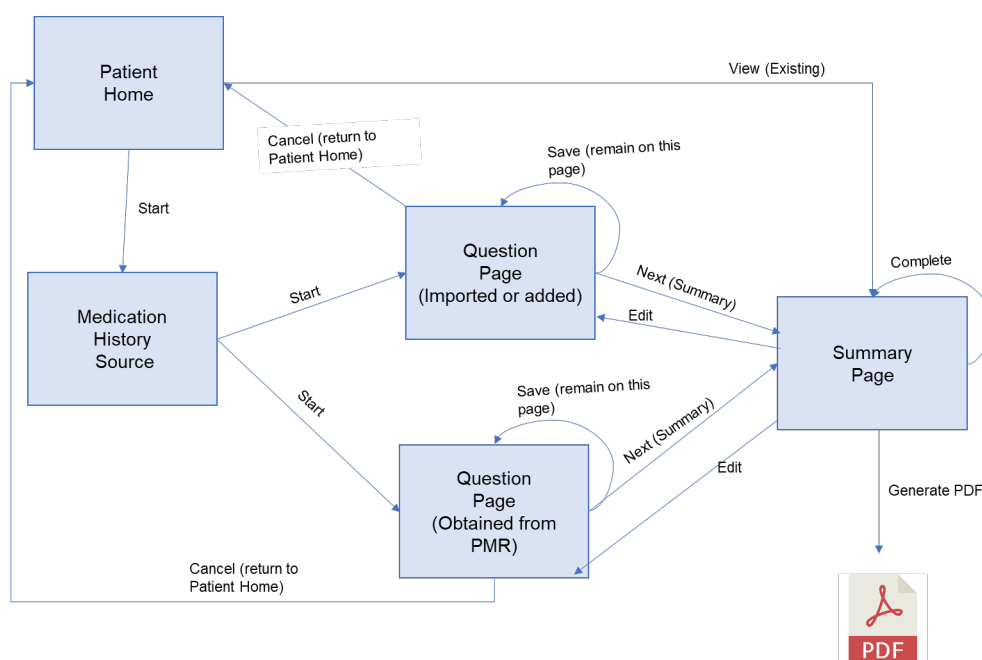 Patient
Home
View (Existing)
Cancel (return to
Patient Home)
Save (remain on this
page)
Start
Question
Page
(Imported or added)
Complete
Next (Summary)
Start
Edit
Medication
History
Source
Summary
Page
Save (remain on this
page)
Start
Next (Summary)
Edit
Question
Page
(Obtained from
PMR)
Generate PDF
Cancel (return to
Patient Home)
PDF